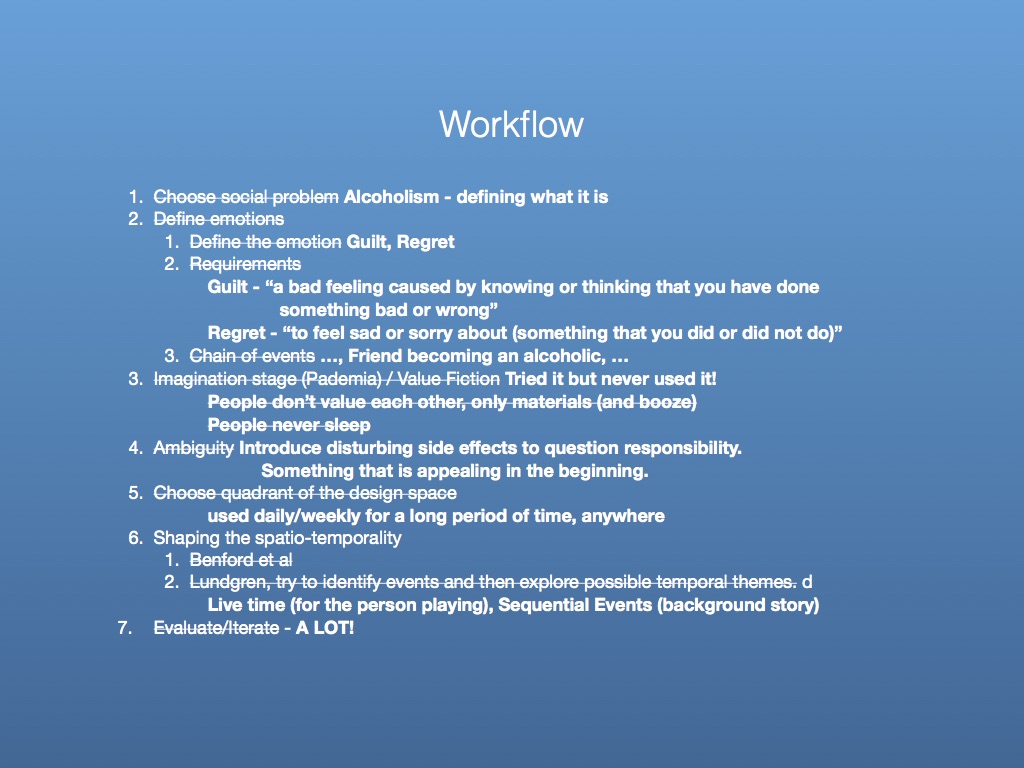 Workflow
1. Choose social problem Alcoholism - defining what it is
2. Define emotions
1. Define the emotion Guilt, Regret
2. Requirements
Guilt - “a bad feeling caused by knowing or thinking that you have done
something bad or wrong”
Regret - “to feel sad or sorry about (something that you did or did not do)”
3. Chain of events …, Friend becoming an alcoholic, …
3. Imagination stage (Pademia) / Value Fiction Tried it but never used it!
People don’t value each other, only materials (and booze)
People never sleep
4. Ambiguity Introduce disturbing side effects to question responsibility.
Something that is appealing in the beginning.
5. Choose quadrant of the design space
used daily/weekly for a long period of time, anywhere
6. Shaping the spatio-temporality
1. Benford et al
2. Lundgren, try to identify events and then explore possible temporal themes. d
Live time (for the person playing), Sequential Events (background story)
7. Evaluate/Iterate - A LOT!